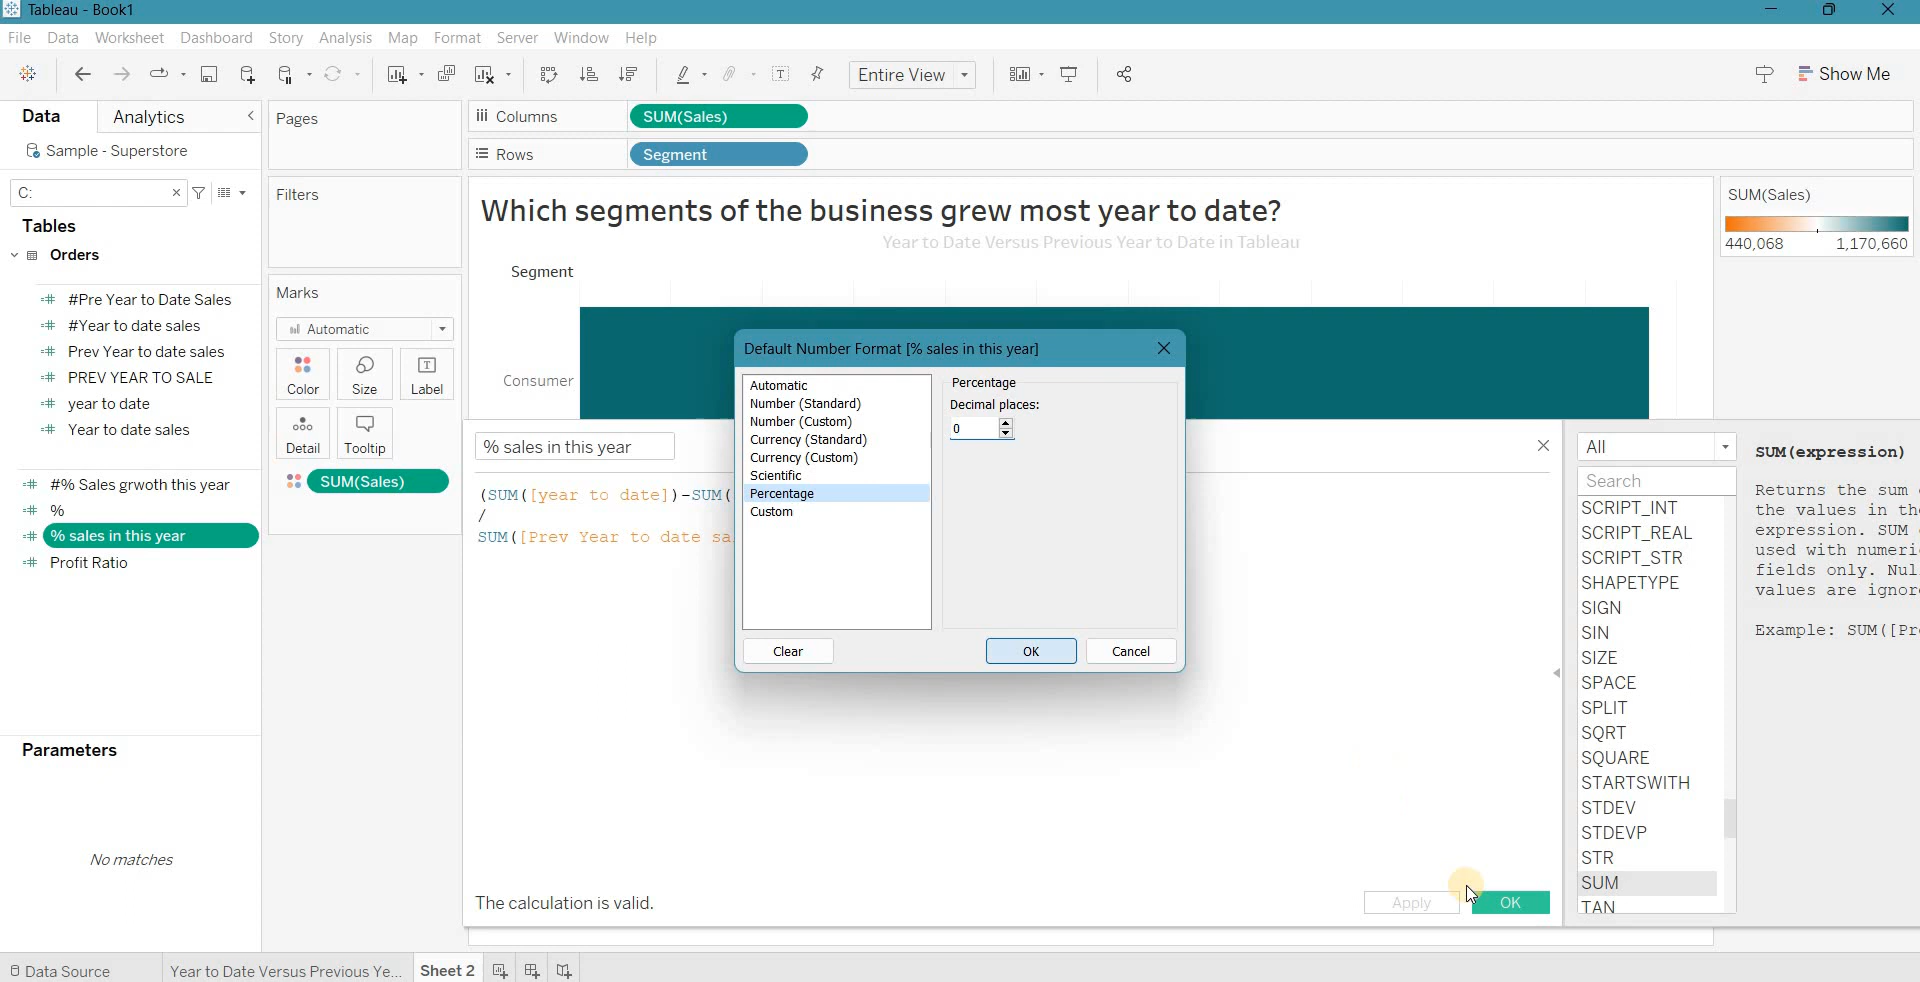 Tableau - Book1
File Data Worksheet Dashboard Story Analysis Map Format Server Window Help
Entire View
Show Me
Data Analytics
Sample - Superstore
C:
Tables
Orders
#Pre Year to Date Sales
#Year to date sales
Prev Year to date sales
PREV YEAR TO SALE
year to date
Year to date sales
#% Sales grwoth this year
%
% sales in this year
Profit Ratio
Parameters
No matches
Pages
Filters
Marks
Automatic
Color Size Label
Detail Tooltip
SUM(Sales)
Columns SUM(Sales)
Rows Segment
Which segments of the business grew most year to date?
Year to Date Versus Previous Year to Date in Tableau
Segment
Consumer
SUM(Sales)
440,068 1,170,660
Default Number Format [% sales in this year]
Automatic
Number (Standard)
Number (Custom)
Currency (Standard)
Currency (Custom)
Scientific
Percentage
Custom
Percentage
Decimal places:
0
Clear OK Cancel
% sales in this year
(SUM([year to date])-SUM(
/
SUM([Prev Year to date sa
The calculation is valid.
Apply OK
All
Search
SCRIPT_INT
SCRIPT_REAL
SCRIPT_STR
SHAPETYPE
SIGN
SIN
SIZE
SPACE
SPLIT
SQRT
SQUARE
STARTSWITH
STDEV
STDEVP
STR
SUM
TAN
SUM(expression)
Returns the sum
the values in th
expression. SUM
used with numeri
fields only. Nul
values are ignor
Example: SUM([Pr
Data Source Year to Date Versus Previous Ye... Sheet 2